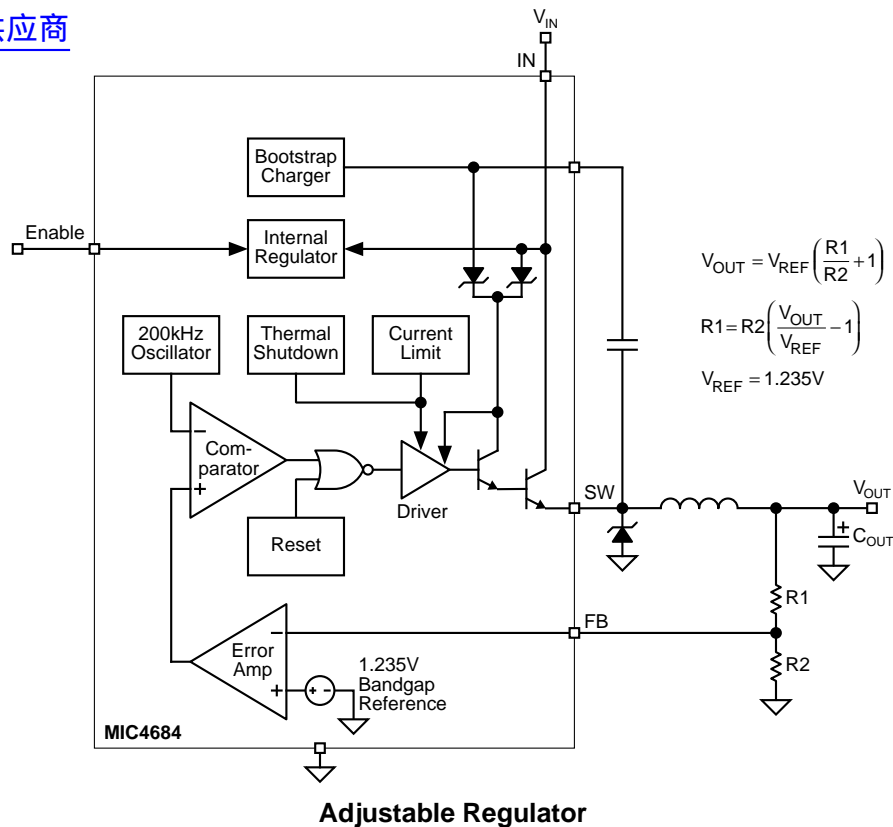 应商
V_IN
IN
Bootstrap
Charger
Enable
Internal
Regulator
V_OUT = V_REF(R1/R2 + 1)
200kHz
Oscillator
Thermal
Shutdown
Current
Limit
R1 = R2(V_OUT/V_REF − 1)
V_REF = 1.235V
−
Com-
parator
+
Driver
SW
V_OUT
+
C_OUT
Reset
R1
−
FB
Error
Amp
+
+ −
1.235V
Bandgap
Reference
R2
MIC4684
Adjustable Regulator